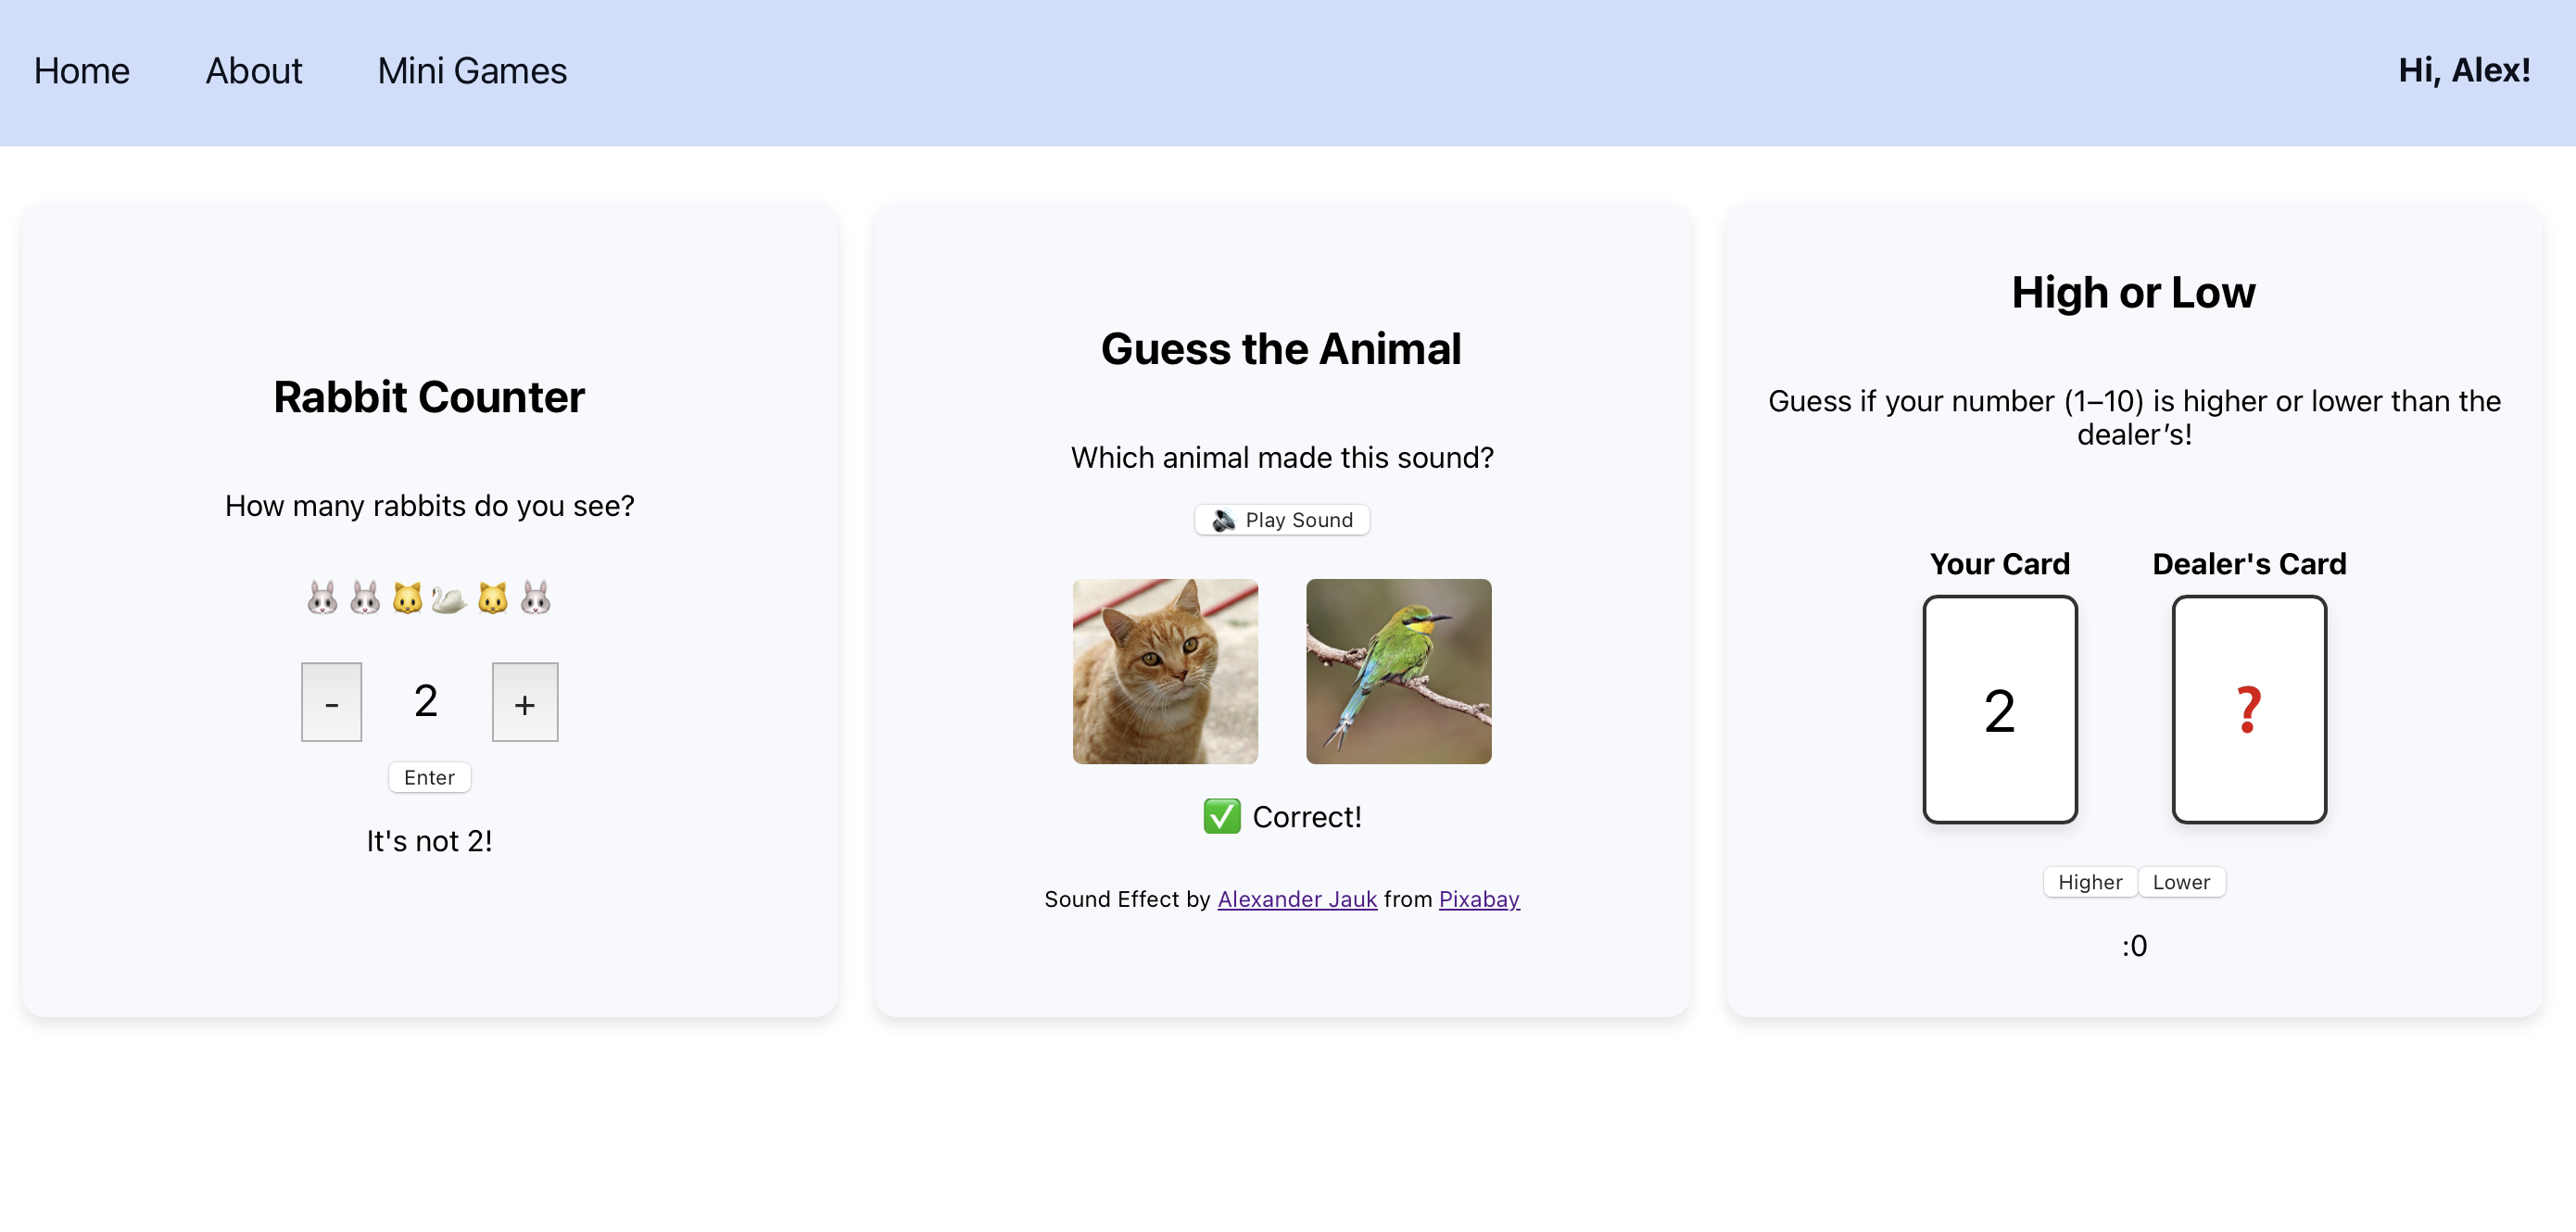 Home About Mini Games Hi, Alex!
Rabbit Counter
How many rabbits do you see?
- 2 +
Enter
It's not 2!
Guess the Animal
Which animal made this sound?
Play Sound
Correct!
Sound Effect by Alexander Jauk from Pixabay
High or Low
Guess if your number (1–10) is higher or lower than the
dealer’s!
Your Card Dealer's Card
2 ?
Higher Lower
:0